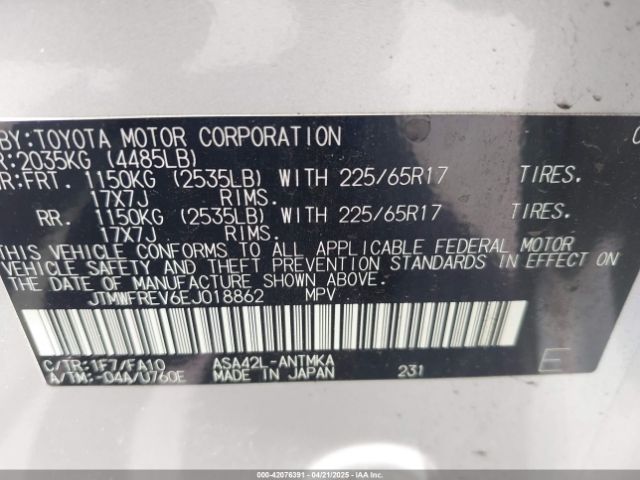 BY:TOYOTA MOTOR CORPORATION
R:2035KG (4485LB)
R:FRT. 1150KG (2535LB) WITH 225/65R17 TIRES.
17X7J RIMS.
RR. 1150KG (2535LB) WITH 225/65R17 TIRES.
17X7J RIMS.
THIS VEHICLE CONFORMS TO ALL APPLICABLE FEDERAL MOTOR
VEHICLE SAFETY AND THEFT PREVENTION STANDARDS IN EFFECT
THE DATE OF MANUFACTURE SHOWN ABOVE.
JTMWFREV6EJ018862 MPV
C/TR:1F7/FA10 ASA42L-ANTMKA
A/TM:-04A/U760E MADE IN JAPAN 231 E
000-42076391 - 04/21/2025 - IAAI, Inc. (IAA)